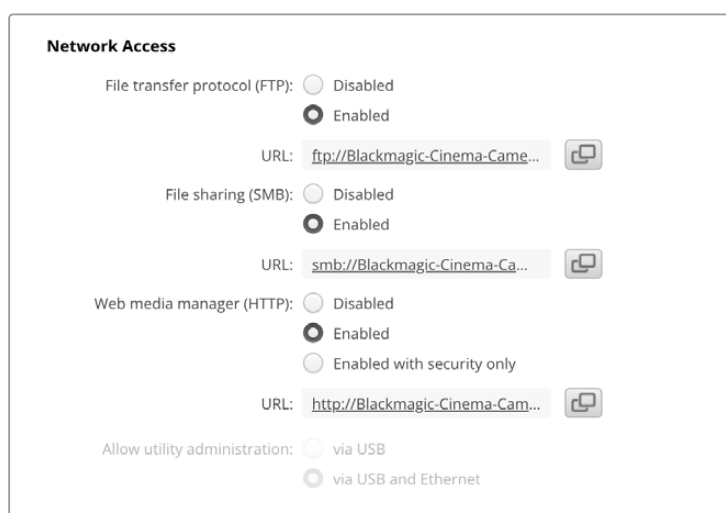 Network Access
File transfer protocol (FTP): Disabled
Enabled
URL: ftp://Blackmagic-Cinema-Came...
File sharing (SMB): Disabled
Enabled
URL: smb://Blackmagic-Cinema-Ca...
Web media manager (HTTP): Disabled
Enabled
Enabled with security only
URL: http://Blackmagic-Cinema-Cam...
Allow utility administration: via USB
via USB and Ethernet